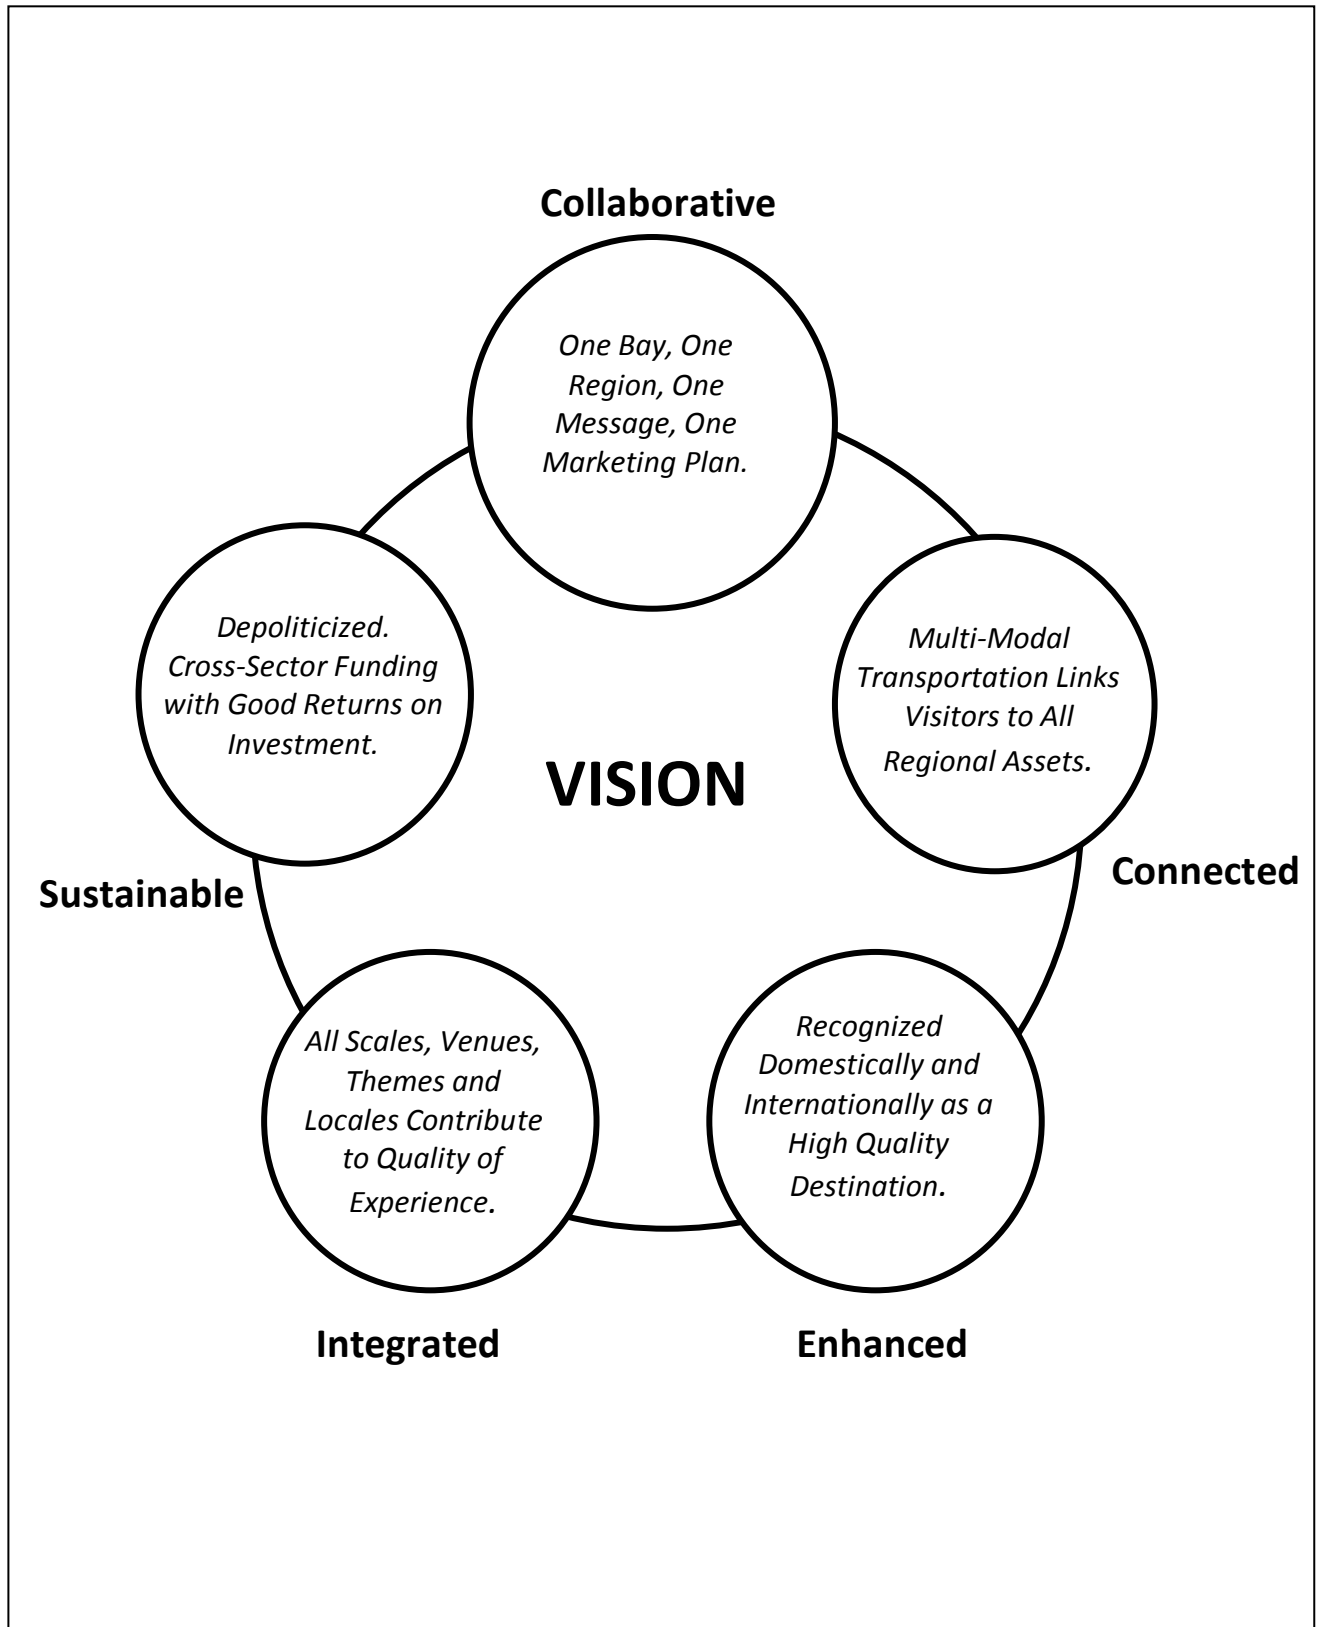 Collaborative
One Bay, One
Region, One
Message, One
Marketing Plan.
Depoliticized.
Cross-Sector Funding
with Good Returns on
Investment.
Multi-Modal
Transportation Links
Visitors to All
Regional Assets.
VISION
Connected
Sustainable
All Scales, Venues,
Themes and
Locales Contribute
to Quality of
Experience.
Recognized
Domestically and
Internationally as a
High Quality
Destination.
Integrated
Enhanced